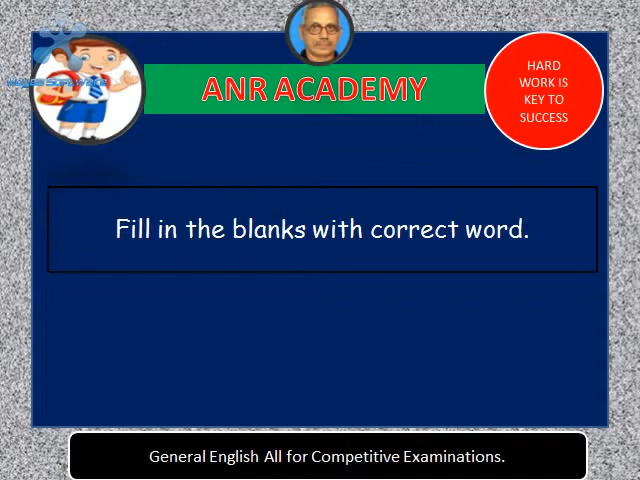 ANR ACADEMY
HARD
WORK IS
KEY TO
SUCCESS
Fill in the blanks with correct word.
General English All for Competitive Examinations.